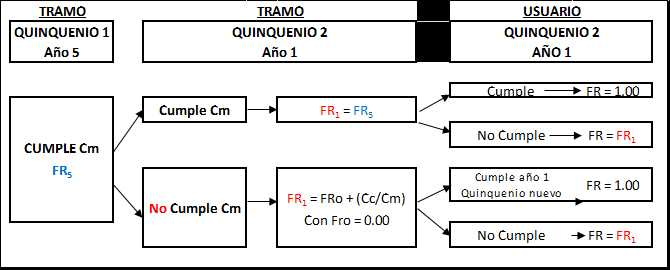 TRAMO
TRAMO
USUARIO
QUINQUENIO 1
Año 5
QUINQUENIO 2
Año 1
QUINQUENIO 2
AÑO 1
CUMPLE Cm
FR5
Cumple Cm
FR1 = FR5
Cumple FR = 1.00
No Cumple FR = FR1
No Cumple Cm
FR1 = FRo + (Cc/Cm)
Con Fro = 0.00
Cumple año 1
Quinquenio nuevo FR = 1.00
No Cumple FR = FR1